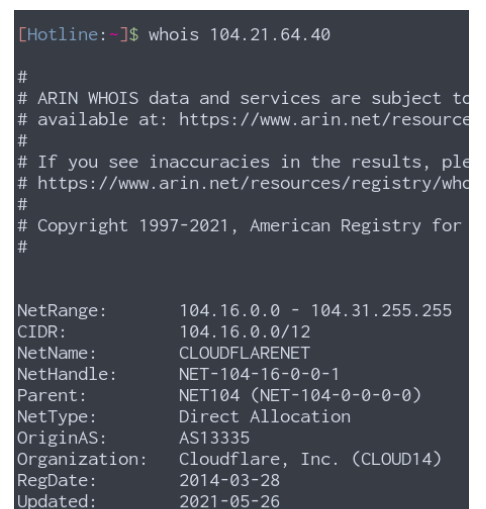 [Hotline:~]$ whois 104.21.64.40
#
# ARIN WHOIS data and services are subject to
# available at: https://www.arin.net/resource
#
# If you see inaccuracies in the results, ple
# https://www.arin.net/resources/registry/who
#
# Copyright 1997-2021, American Registry for
#
NetRange: 104.16.0.0 - 104.31.255.255
CIDR: 104.16.0.0/12
NetName: CLOUDFLARENET
NetHandle: NET-104-16-0-0-1
Parent: NET104 (NET-104-0-0-0-0)
NetType: Direct Allocation
OriginAS: AS13335
Organization: Cloudflare, Inc. (CLOUD14)
RegDate: 2014-03-28
Updated: 2021-05-26